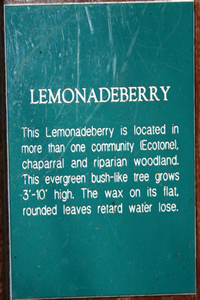 LEMONADEBERRY
This Lemonadeberry is located in
more than one community (Ecotone),
chaparral and riparian woodland.
This evergreen bush-like tree grows
3'-10' high. The wax on its flat,
rounded leaves retard water lose.